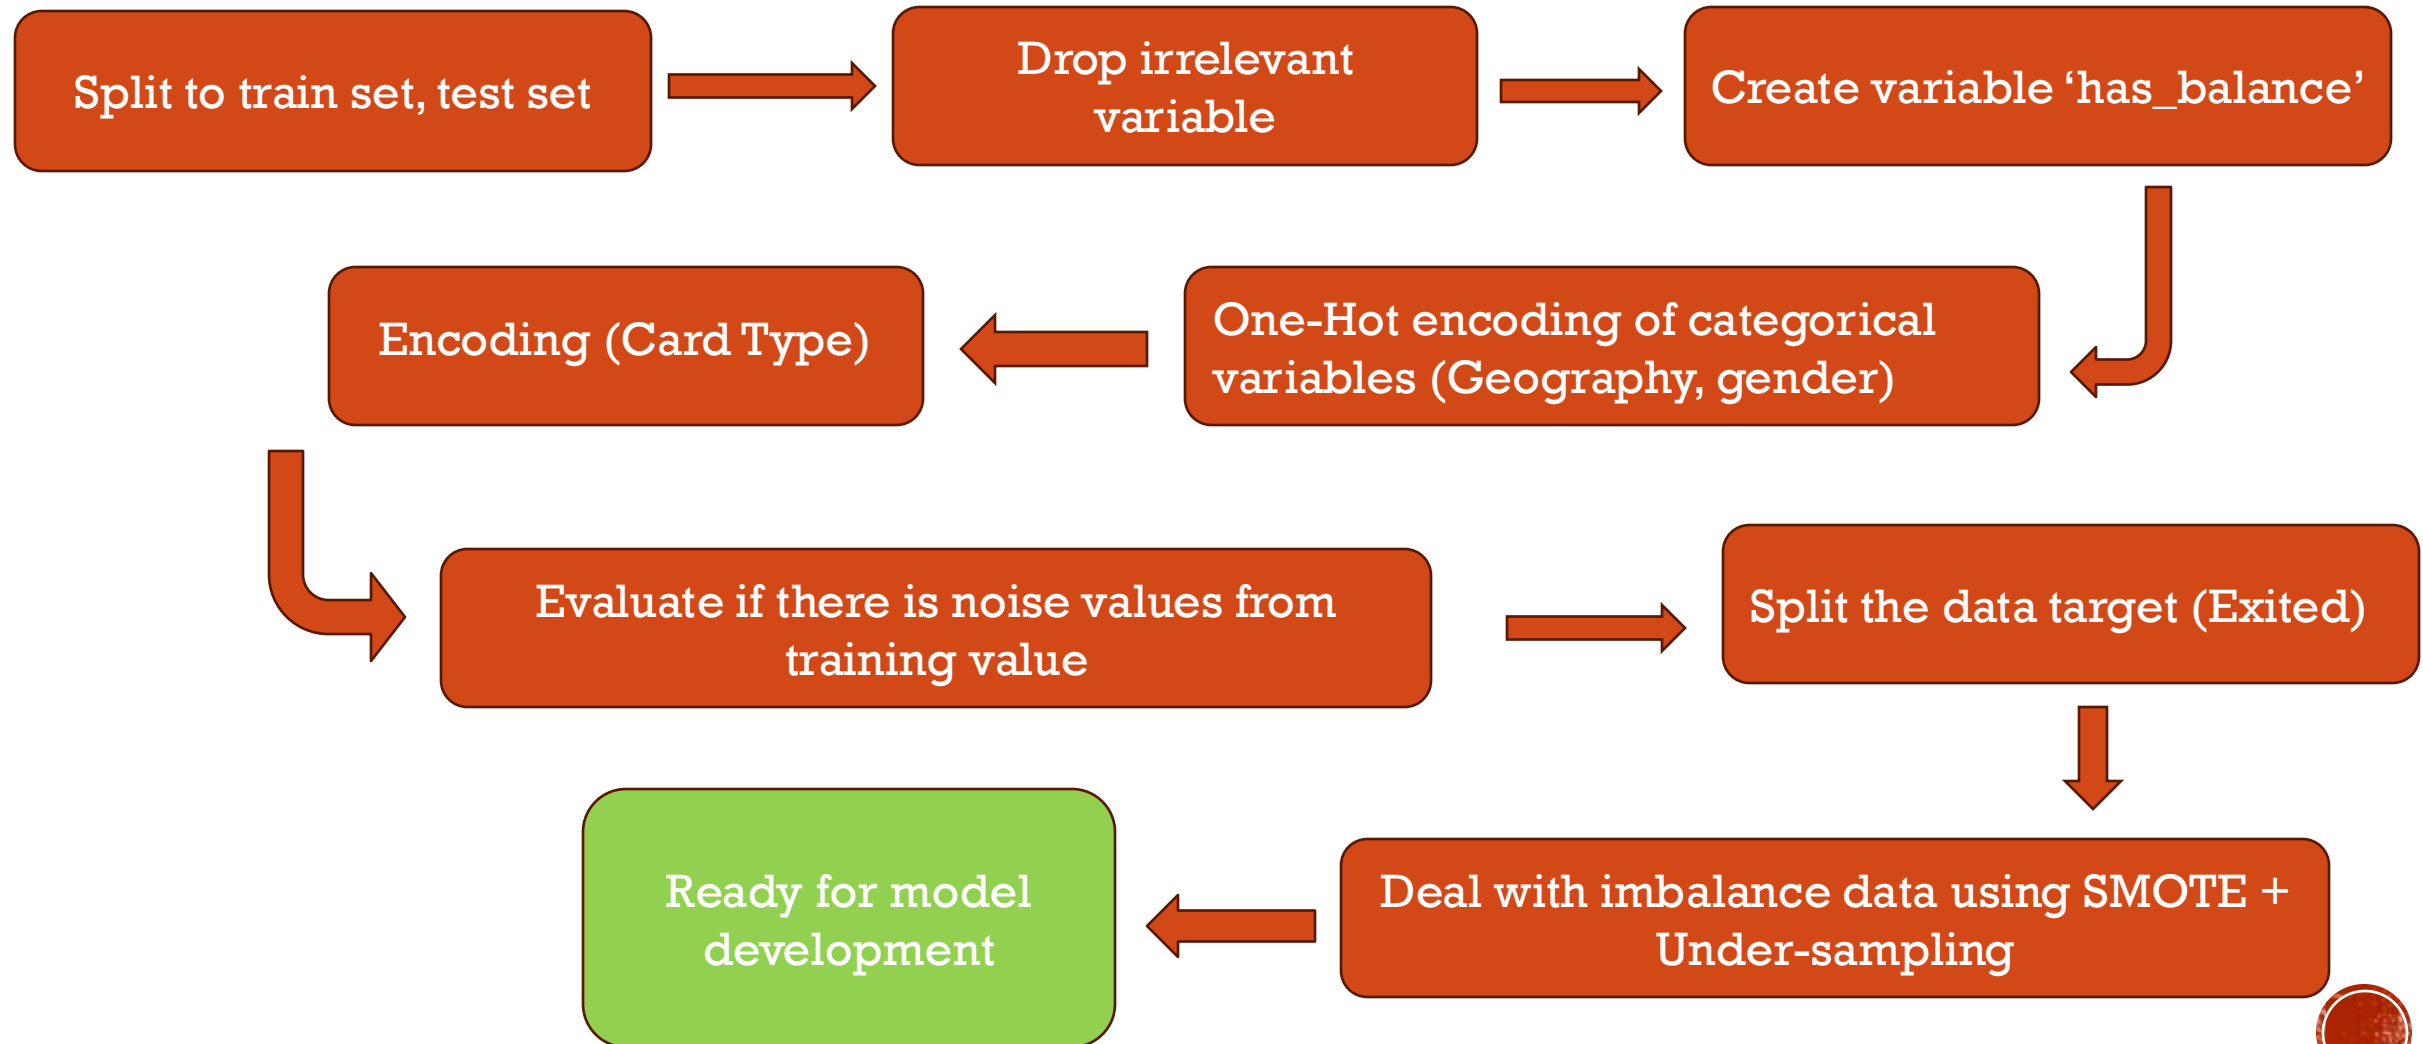 Split to train set, test set
Drop irrelevant
variable
Create variable ‘has_balance’
One-Hot encoding of categorical
variables (Geography, gender)
Encoding (Card Type)
Evaluate if there is noise values from
training value
Split the data target (Exited)
Deal with imbalance data using SMOTE +
Under-sampling
Ready for model
development